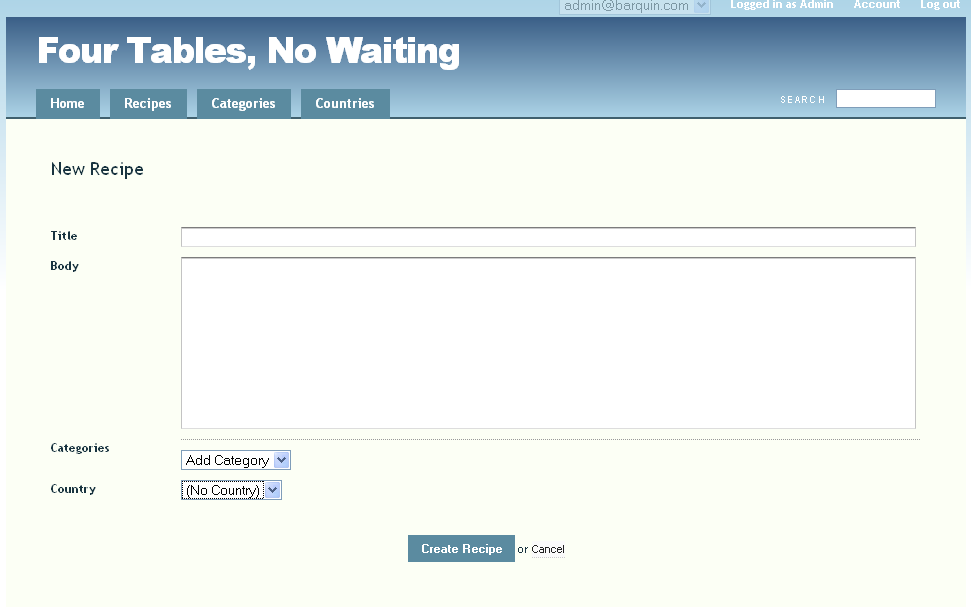 admin@barquin.com Logged in as Admin Account Log out
Four Tables, No Waiting
Home Recipes Categories Countries SEARCH
New Recipe
Title
Body
Categories
Add Category
Country (No Country)
Create Recipe or Cancel